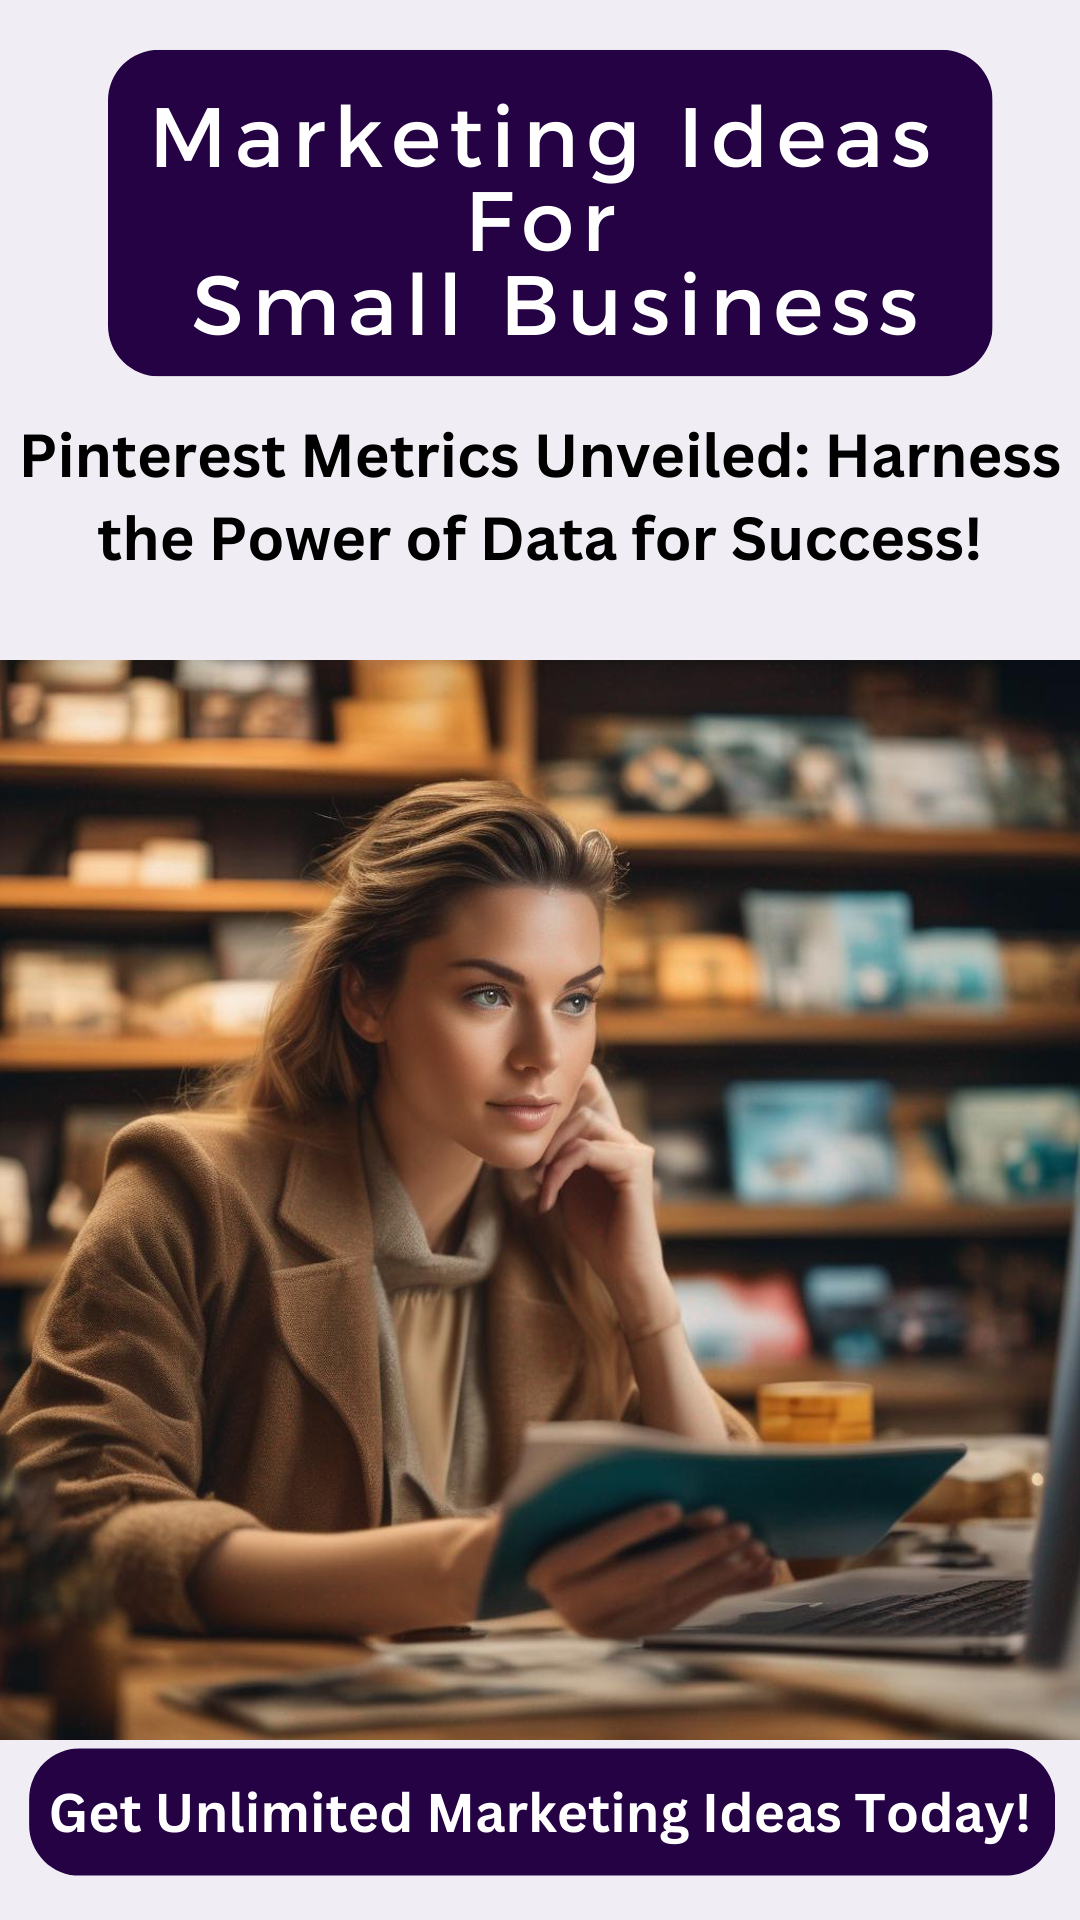 Marketing Ideas
For
Small Business
Pinterest Metrics Unveiled: Harness
the Power of Data for Success!
Get Unlimited Marketing Ideas Today!